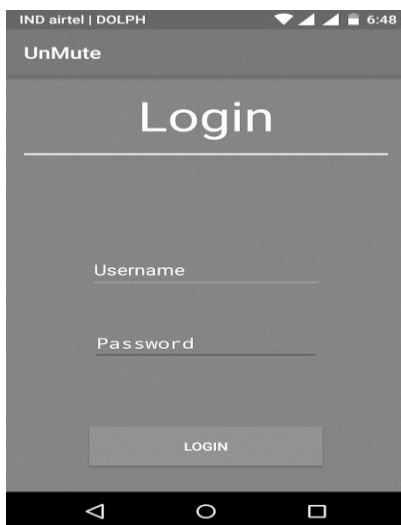 IND airtel | DOLPH 6:48
UnMute
Login
Username
Password
LOGIN